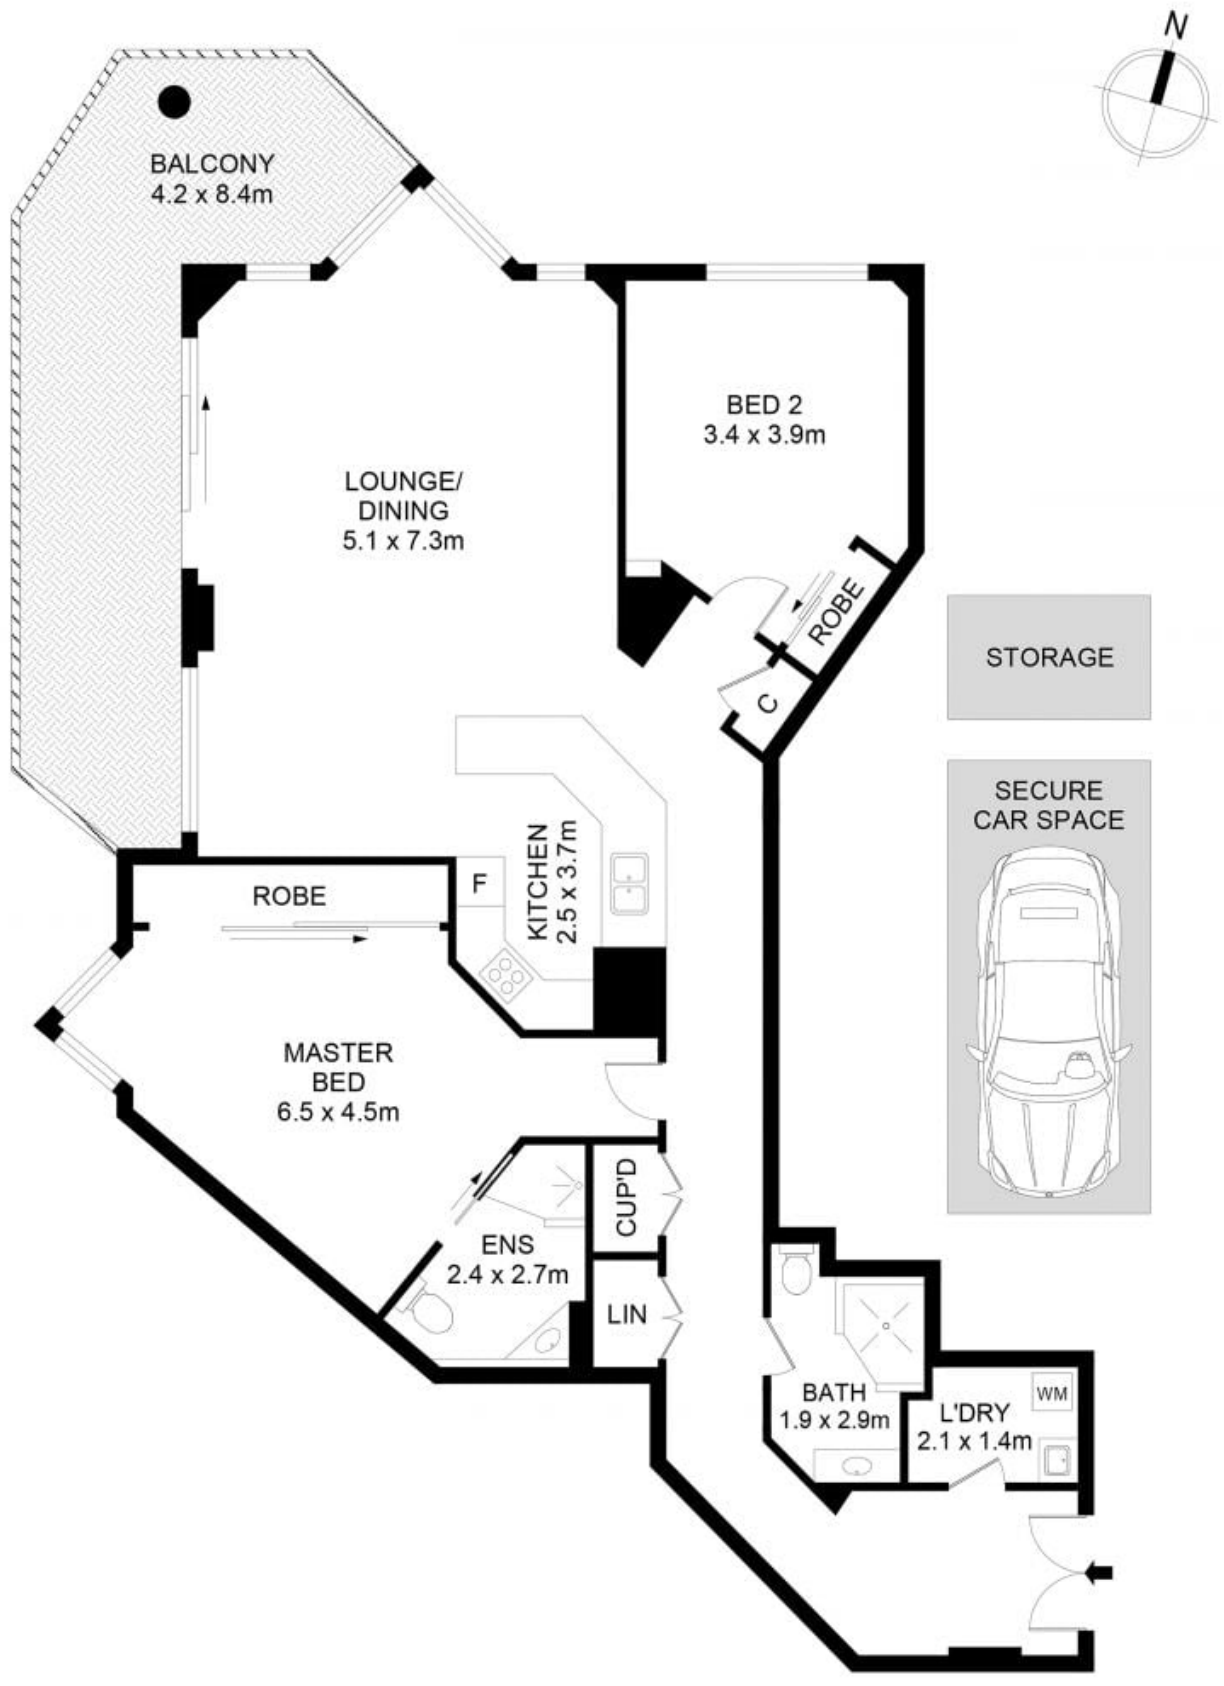 N
BALCONY
4.2 x 8.4m
BED 2
3.4 x 3.9m
LOUNGE/
DINING
5.1 x 7.3m
ROBE
C
STORAGE
SECURE
CAR SPACE
KITCHEN
2.5 x 3.7m
F
ROBE
MASTER
BED
6.5 x 4.5m
CUP'D
ENS
2.4 x 2.7m
LIN
BATH
1.9 x 2.9m
L'DRY
2.1 x 1.4m
WM